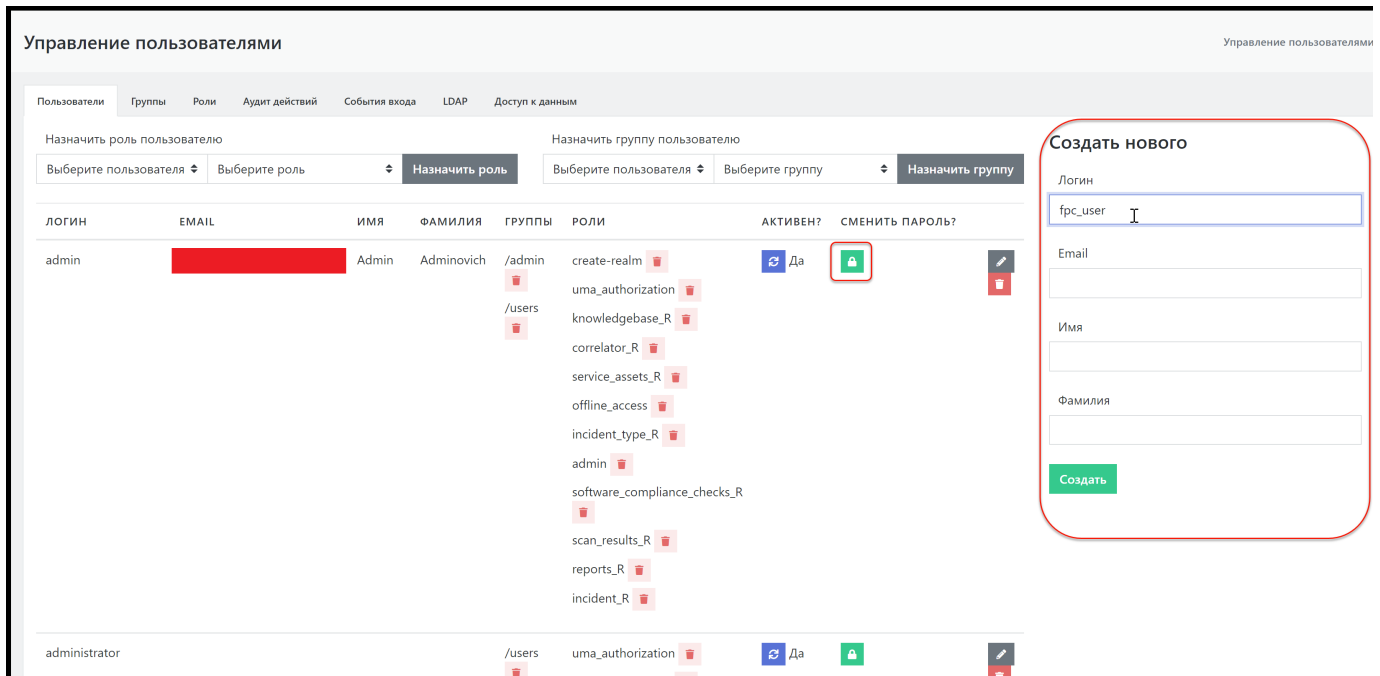 Управление пользователями
Управление пользователями
Пользователи Группы Роли Аудит действий События входа LDAP Доступ к данным
Назначить роль пользователю
Выберите пользователя Выберите роль Назначить роль
Назначить группу пользователю
Выберите пользователя Выберите группу Назначить группу
ЛОГИН EMAIL ИМЯ ФАМИЛИЯ ГРУППЫ РОЛИ АКТИВЕН? СМЕНИТЬ ПАРОЛЬ?
admin Admin Adminovich /admin create-realm Да
uma_authorization
/users
knowledgebase_R
correlator_R
service_assets_R
offline_access
incident_type_R
admin
software_compliance_checks_R
scan_results_R
reports_R
incident_R
administrator /users uma_authorization Да
Создать нового
Логин
fpc_user
Email
Имя
Фамилия
Создать